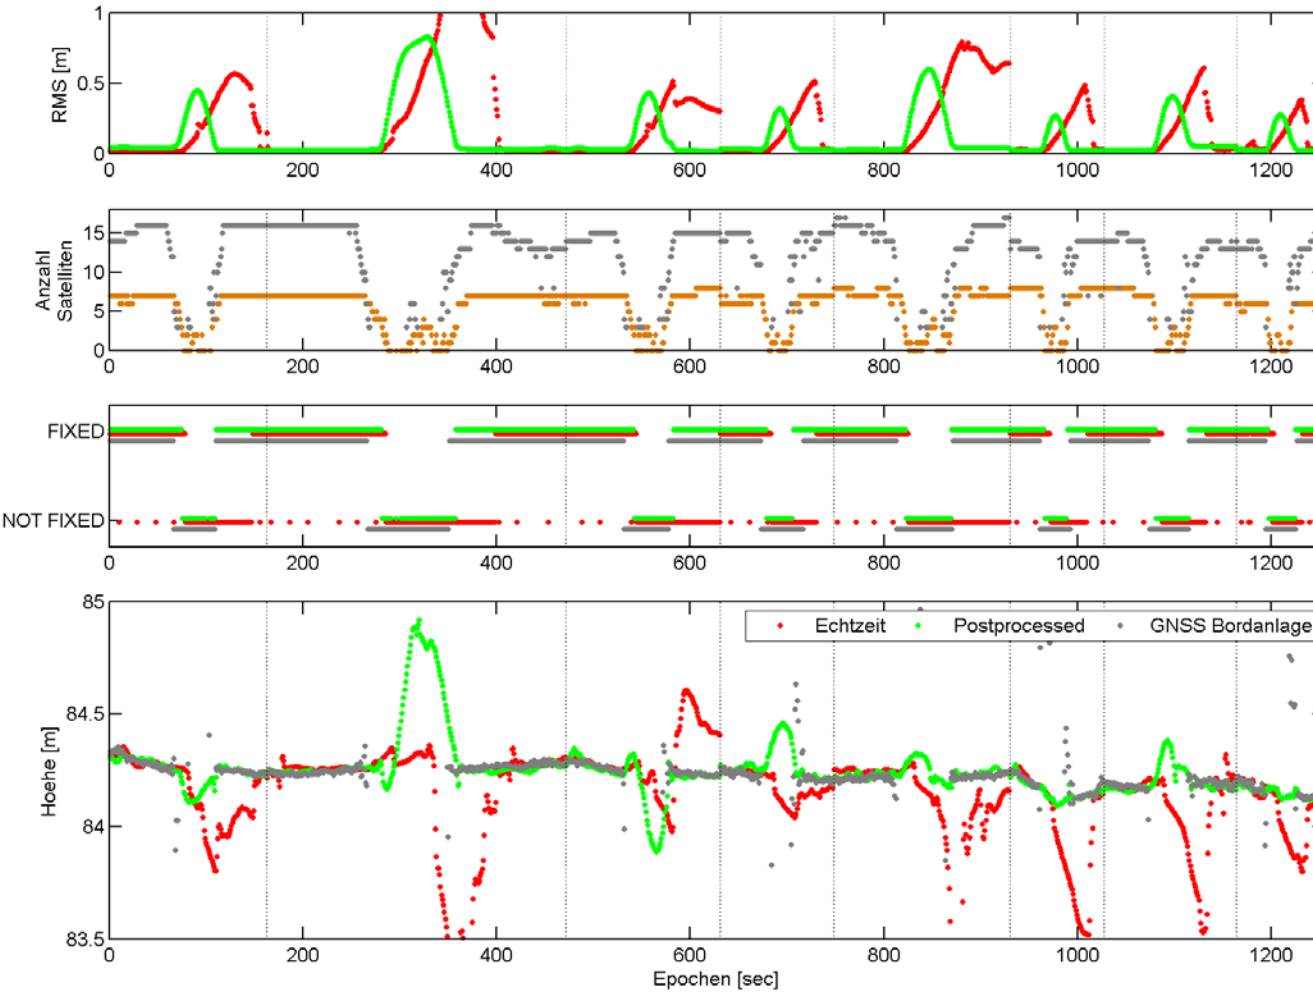 1
0.5
0
RMS [m]
0 200 400 600 800 1000 1200
15
10
5
0
Anzahl
Satelliten
0 200 400 600 800 1000 1200
FIXED
NOT FIXED
0 200 400 600 800 1000 1200
85
84.5
84
83.5
Hoehe [m]
Echtzeit Postprocessed GNSS Bordanlage
0 200 400 600 800 1000 1200
Epochen [sec]